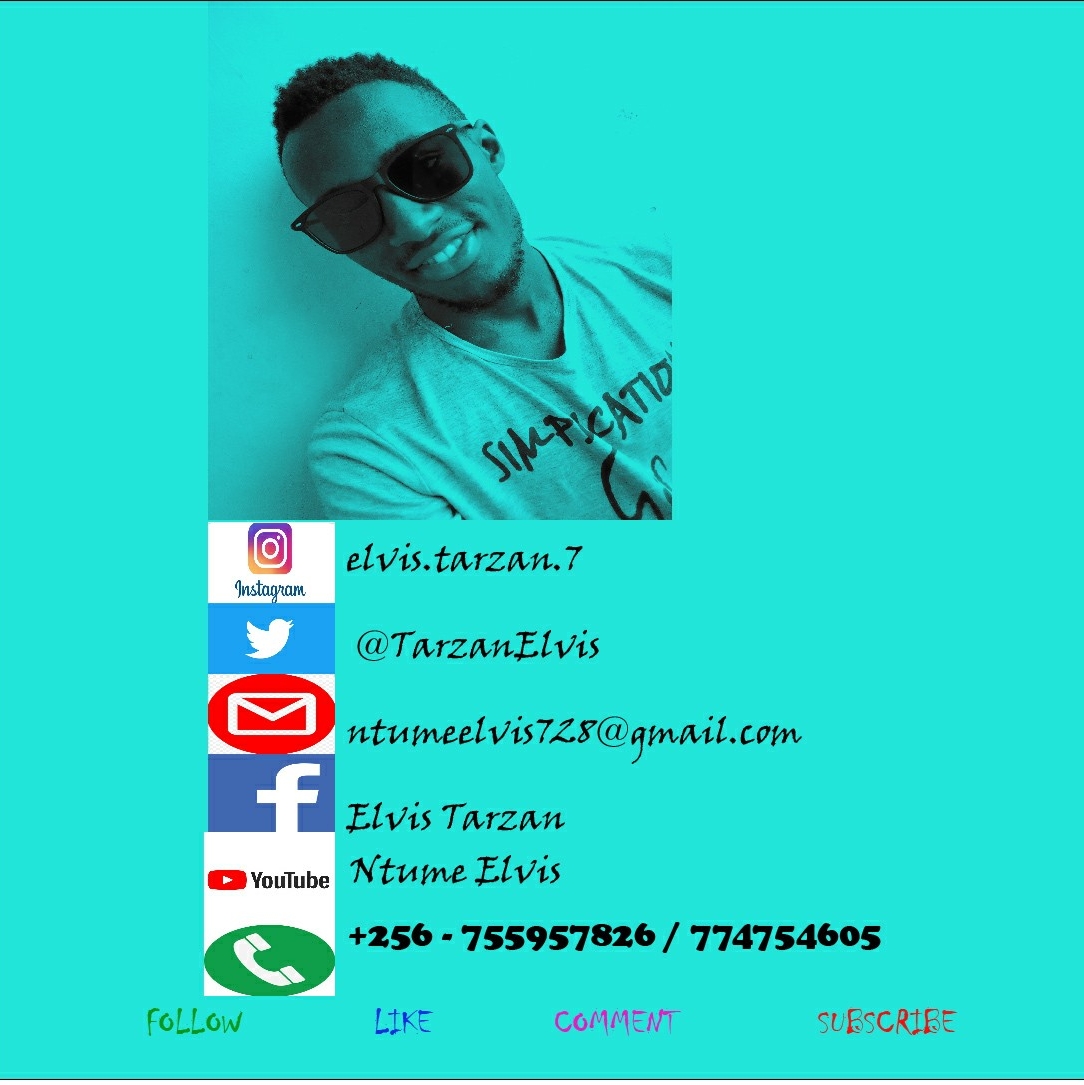 SIMPLICATIO
Instagram
elvis.tarzan.7
@TarzanElvis
ntumeelvis728@gmail.com
Elvis Tarzan
YouTube
Ntume Elvis
+256 - 755957826 / 774754605
FOLLOW LIKE COMMENT SUBSCRIBE